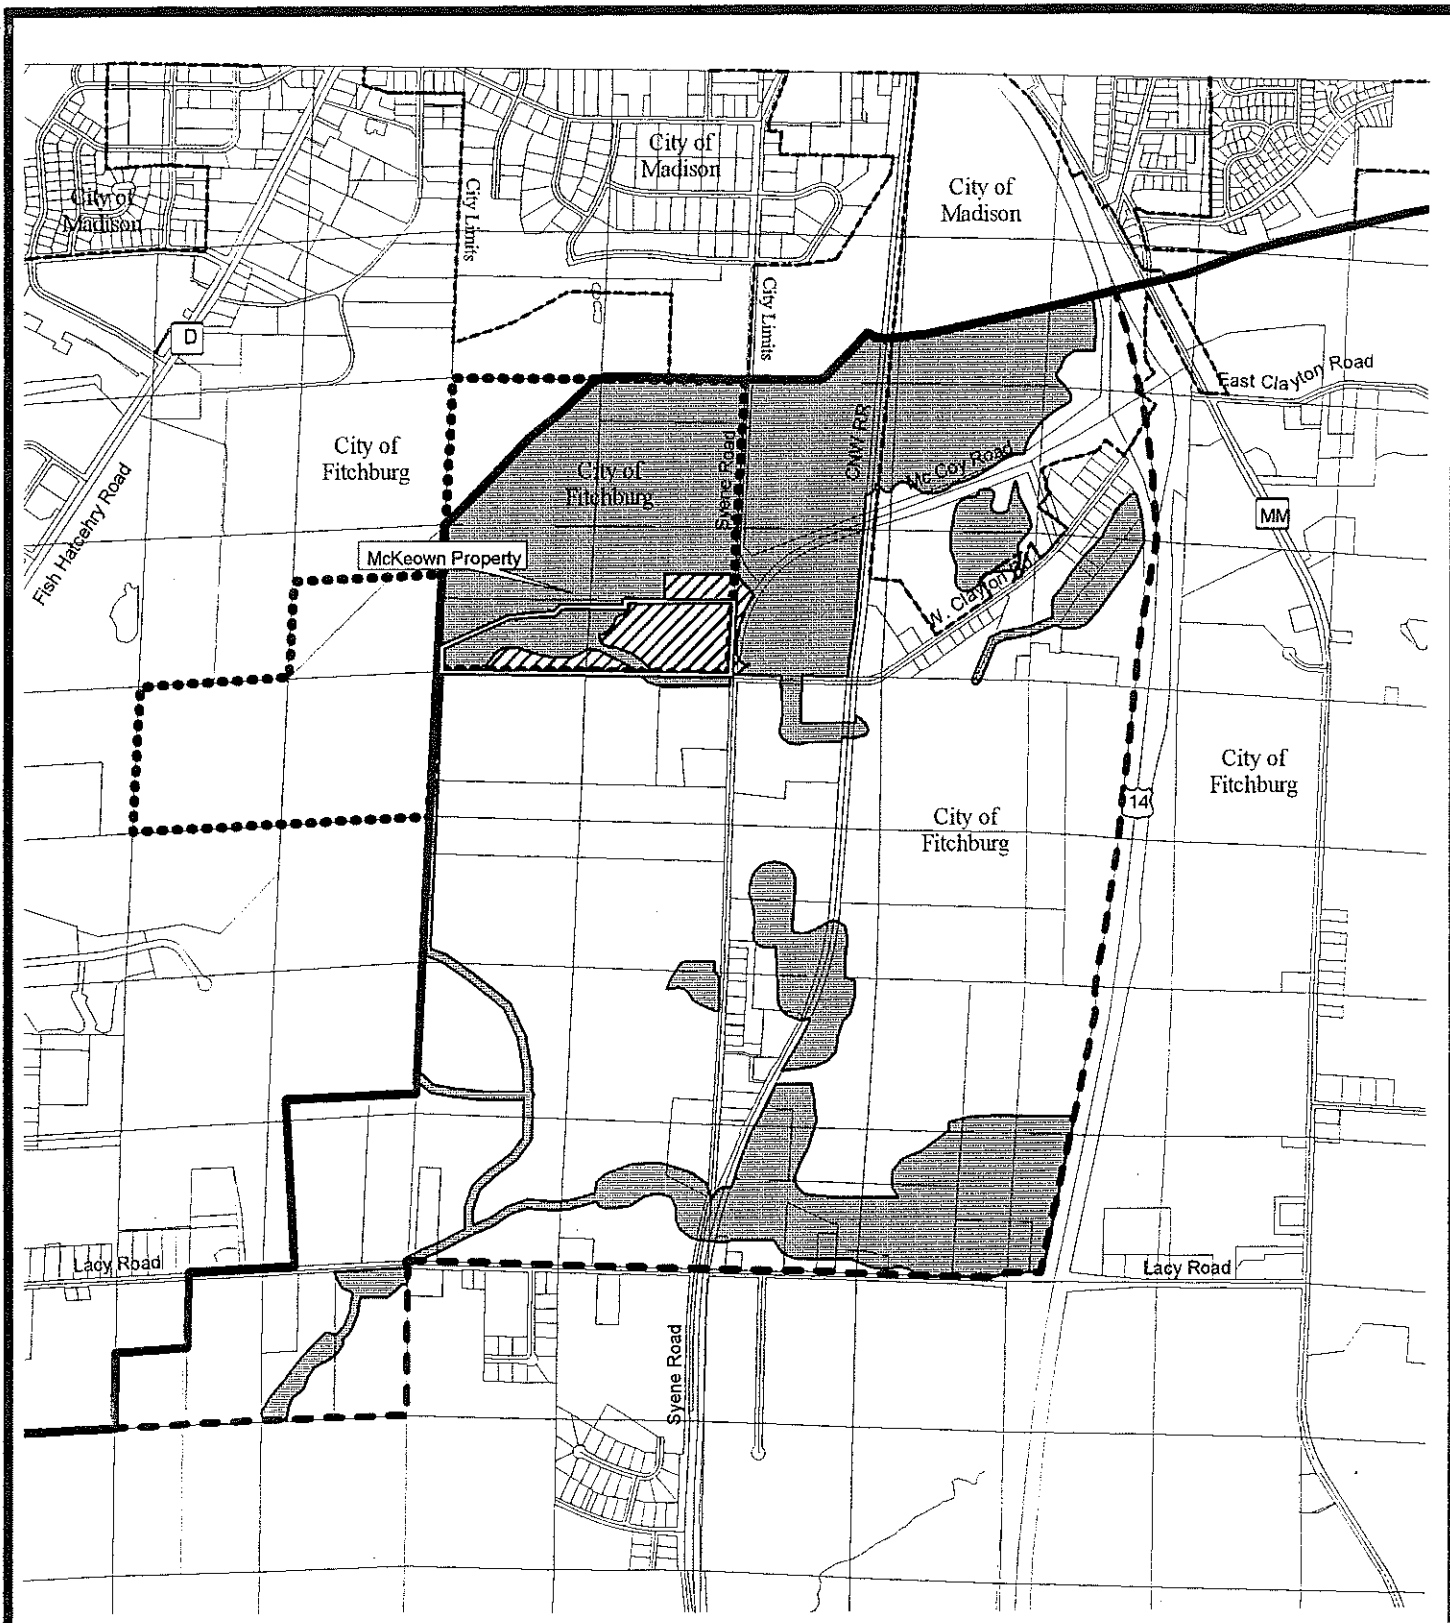 City of
Madison
City of
Madison
City of
Madison
City Limits
City Limits
D
East Clayton Road
City of
Fitchburg
City of
Fitchburg
Syene Road
CNW RR
Mc Coy Road
MM
Fish Hatcehry Road
McKeown Property
W. Clayton Rd
City of
Fitchburg
14
City of
Fitchburg
Lacy Road
Lacy Road
Syene Road